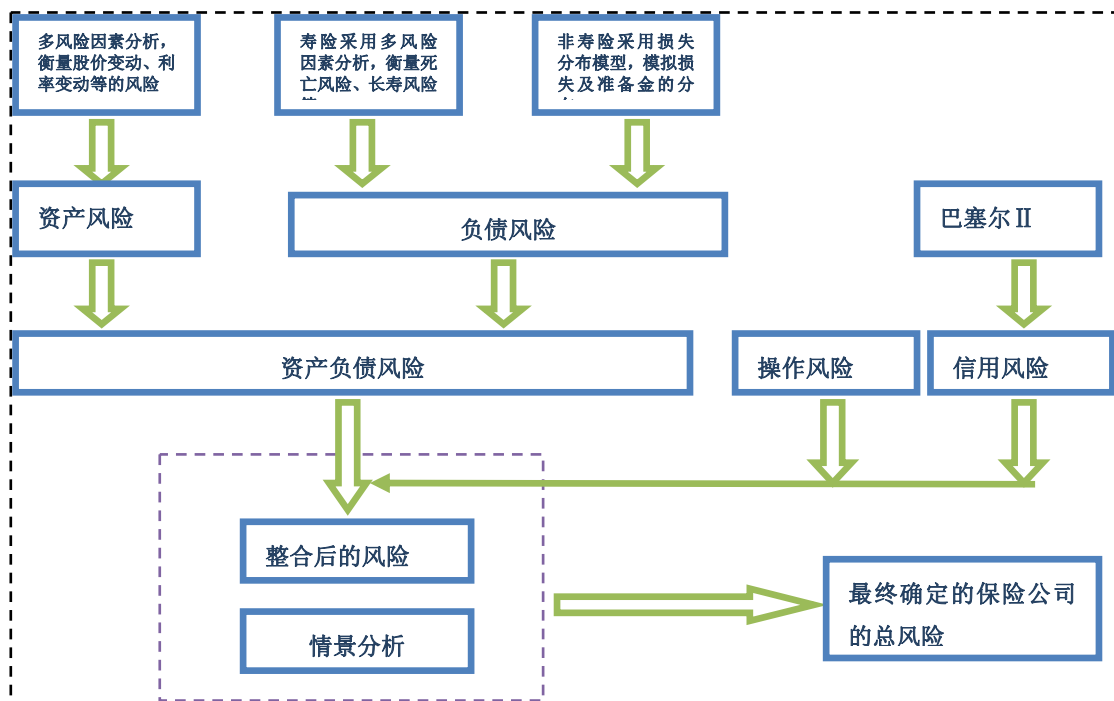 多风险因素分析，
衡量股价变动、利
率变动等的风险
寿险采用多风险
因素分析，衡量死
亡风险、长寿风险
非寿险采用损失
分布模型，模拟损
失及准备金的分
资产风险
负债风险
巴塞尔Ⅱ
资产负债风险
操作风险
信用风险
整合后的风险
情景分析
最终确定的保险公司
的总风险